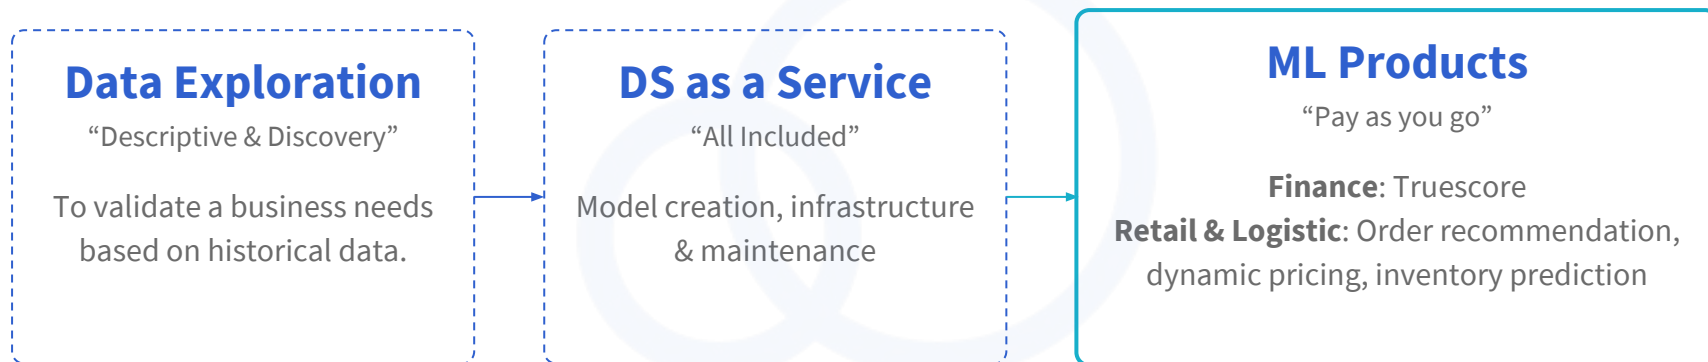 Data Exploration
“Descriptive & Discovery”
To validate a business needs
based on historical data.
DS as a Service
“All Included”
Model creation, infrastructure
& maintenance
ML Products
“Pay as you go”
Finance: Truescore
Retail & Logistic: Order recommendation,
dynamic pricing, inventory prediction